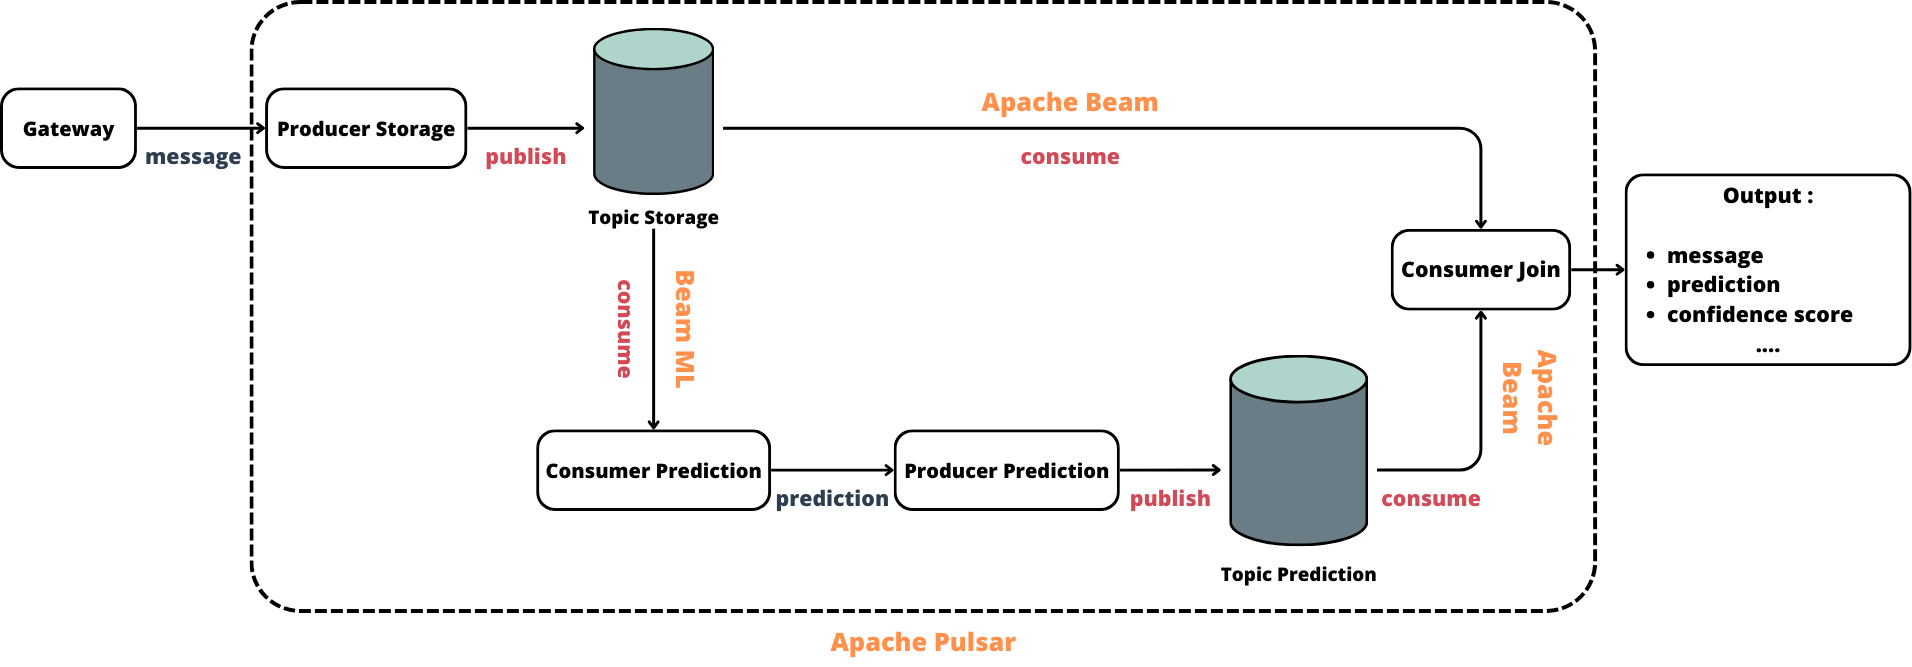 Gateway
message
Producer Storage
publish
Topic Storage
Apache Beam
consume
consume
Beam ML
Consumer Prediction
prediction
Producer Prediction
publish
Topic Prediction
consume
Apache
Beam
Consumer Join
Output :
• message
• prediction
• confidence score
....
Apache Pulsar